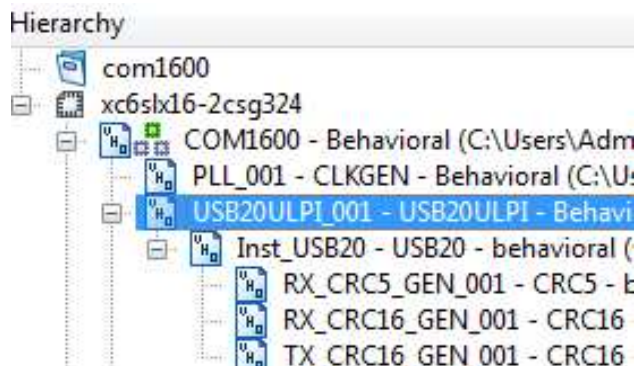 Hierarchy
com1600
xc6slx16-2csg324
COM1600 - Behavioral (C:\Users\Adm
PLL_001 - CLKGEN - Behavioral (C:\Us
USB20ULPI_001 - USB20ULPI - Behavi
Inst_USB20 - USB20 - behavioral (
RX_CRC5_GEN_001 - CRC5 - b
RX_CRC16_GEN_001 - CRC16
TX_CRC16_GEN_001 - CRC16